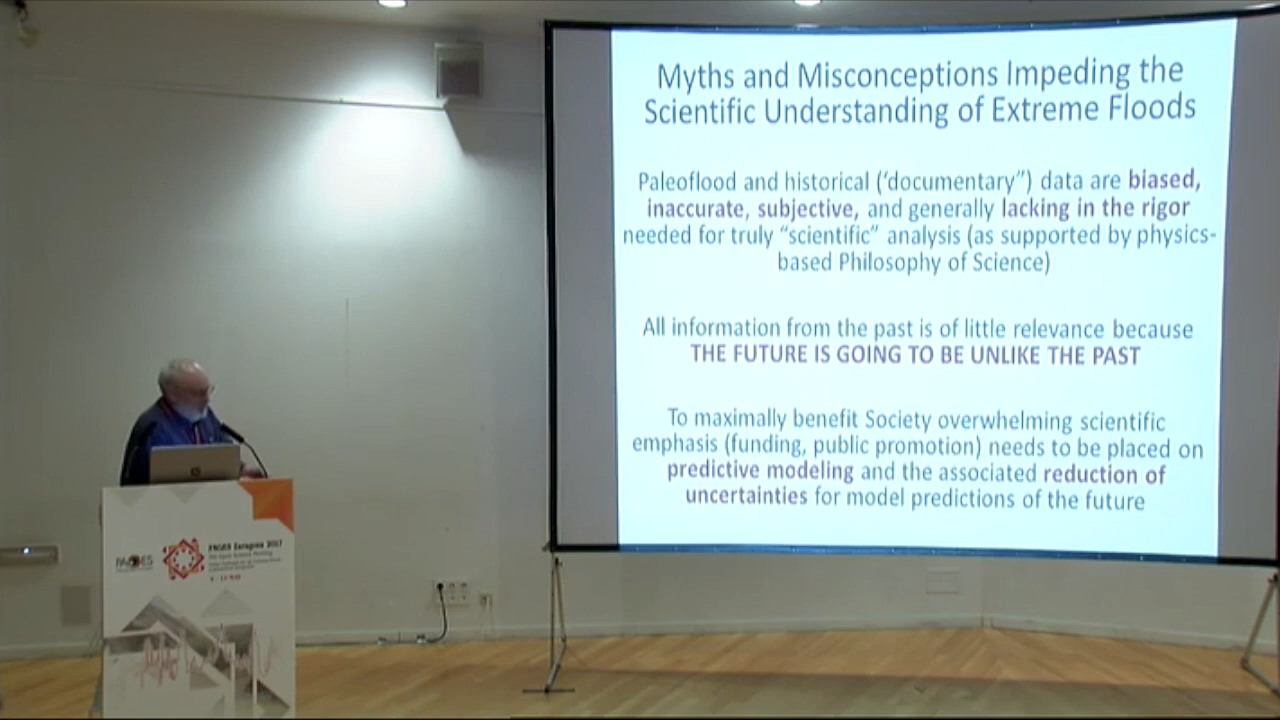 Myths and Misconceptions Impeding the
Scientific Understanding of Extreme Floods
Paleoflood and historical (‘documentary”) data are biased,
inaccurate, subjective, and generally lacking in the rigor
needed for truly “scientific” analysis (as supported by physics-
based Philosophy of Science)
All information from the past is of little relevance because
THE FUTURE IS GOING TO BE UNLIKE THE PAST
To maximally benefit Society overwhelming scientific
emphasis (funding, public promotion) needs to be placed on
predictive modeling and the associated reduction of
uncertainties for model predictions of the future
PAGES
PAGES Zaragoza 2017